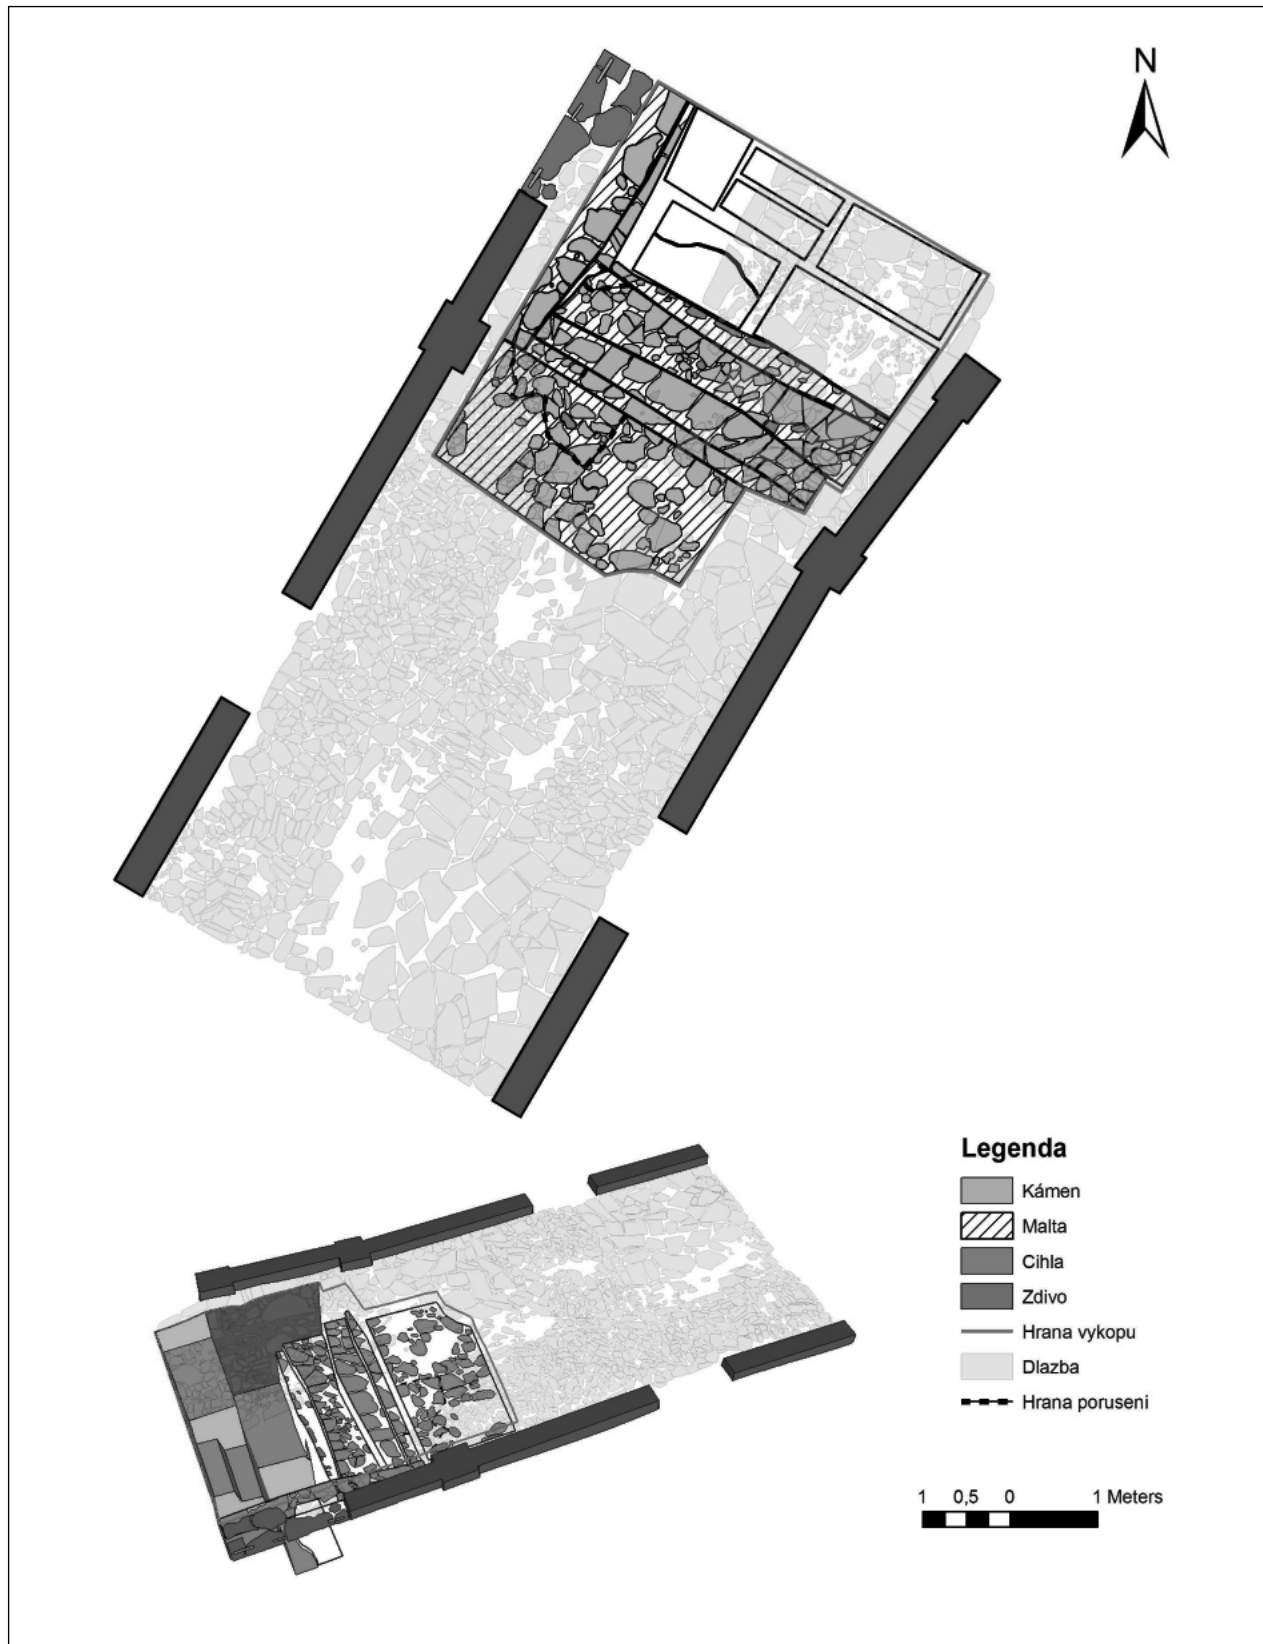 N
Legenda
Kámen
Malta
Cihla
Zdivo
Hrana vykopu
Dlazba
Hrana poruseni
1 0,5 0 1 Meters